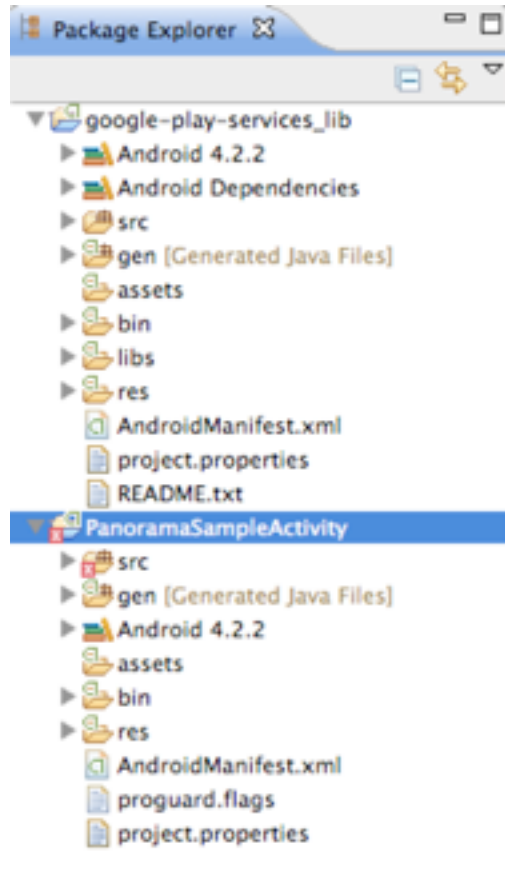 Package Explorer
google-play-services_lib
Android 4.2.2
Android Dependencies
src
gen [Generated Java Files]
assets
bin
libs
res
AndroidManifest.xml
project.properties
README.txt
PanoramaSampleActivity
src
gen [Generated Java Files]
Android 4.2.2
assets
bin
res
AndroidManifest.xml
proguard.flags
project.properties